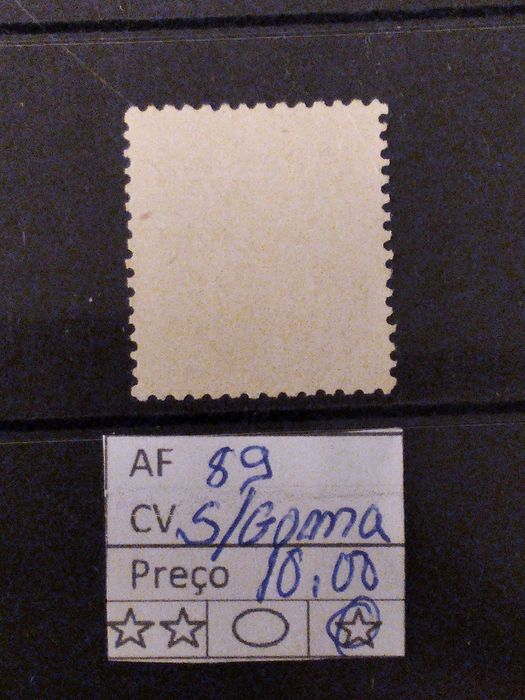 AF 89
CV S/Goma
Preço 10.00